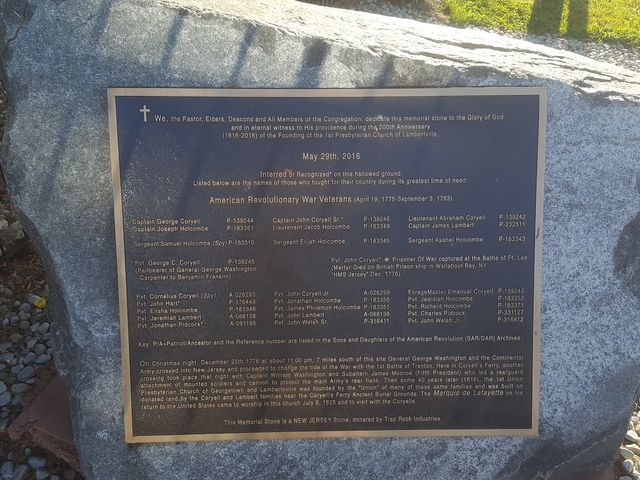 ✝ We, the Pastor, Elders, Deacons and All Members of the Congregation, dedicate this memorial stone to the Glory of God
and in eternal witness to His providence during the 200th Anniversary
(1816-2016) of the Founding of the 1st Presbyterian Church of Lambertville,
May 29th, 2016
Interred or Recognized* on this hallowed ground.
Listed below are the names of those who fought for their country during its greatest time of need:
American Revolutionary War Veterans (April 19, 1775-September 3, 1783)
Captain George Coryell P-139244 Captain John Coryell Sr.* P-139246 Lieutenant Abraham Coryell P-139242
Captain Joseph Holcombe P-183361 Lieutenant Jacob Holcombe P-183349 Captain James Lambert P-232511
Sergeant Samuel Holcombe (Spy) P-183310 Sergeant Elijah Holcombe P-183345 Sergeant Asahel Holcombe P-183343
Pvt. George C. Coryell P-139245 Pvt. John Coryell* ★ Prisoner Of War captured at the Battle of Ft. Lee
(Pallbearer of General George Washington (Martyr-Died on British Prison ship in Wallabout Bay, NY
- Carpenter to Benjamin Franklin) "HMS Jersey" Dec. 1776)
Pvt. Cornelius Coryell (Spy) A-026293 Pvt. John Coryell Jr. A-026299 ForageMaster Emanuel Coryell P-139243
Pvt. John Hart* P-176449 Pvt. Jonathan Holcombe P-183356 Pvt. Jedidiah Holcombe P-183352
Pvt. Elisha Holcombe P-183346 Pvt. James Philemon Holcombe P-183351 Pvt. Richard Holcombe P-183371
Pvt. Jeremiah Lambert A-068128 Pvt. John Lambert A-068138 Pvt. Charles Pidcock P-331127
Pvt. Jonathan Pidcock* A-091165 Pvt. John Welsh Sr. P-316411 Pvt. John Welsh Jr. P-316412
Key: P/A=Patriot/Ancestor and the Reference number are listed in the Sons and Daughters of the American Revolution (SAR/DAR) Archives.
On Christmas night, December 25th 1776 at about 11:00 pm, 7 miles south of this site General George Washington and the Continental
Army crossed into New Jersey and proceeded to change the tide of the War with the 1st Battle of Trenton. Here in Coryell's Ferry, another
crossing took place that night with Captain William Washington and Subaltern James Monroe (Fifth President) who led a rearguard
attachment of mounted soldiers and cannon to protect the main Army's rear flank. Then some 40 years later (1816), the 1st Union
Presbyterian Church of Georgetown and Lambertsville was founded by the "Union" of many of these same families and was built on
donated land by the Coryell and Lambert families near the Coryell's Ferry Ancient Burial Grounds. The Marquis de Lafayette on his
return to the United States came to worship in this church July 9, 1825 and to visit with the Coryells.
This Memorial Stone is a NEW JERSEY Stone, donated by Trap Rock Industries.